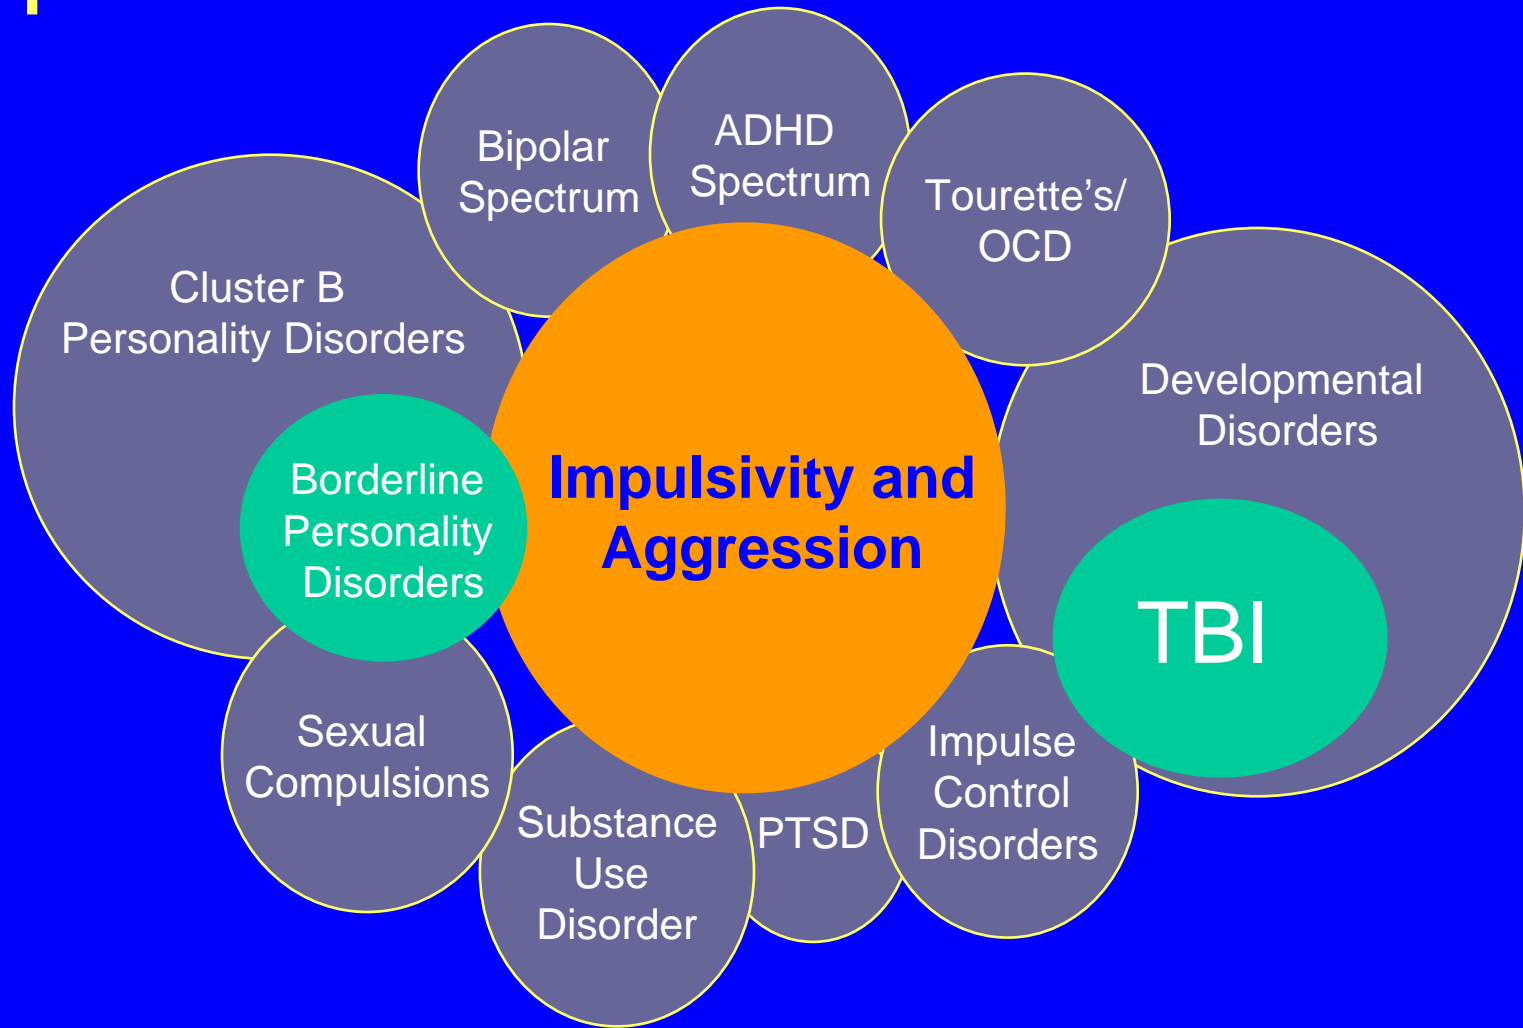 Bipolar
Spectrum
ADHD
Spectrum
Tourette’s/
OCD
Cluster B
Personality Disorders
Developmental
Disorders
Borderline
Personality
Disorders
Impulsivity and
Aggression
TBI
Sexual
Compulsions
Substance
Use
Disorder
PTSD
Impulse
Control
Disorders